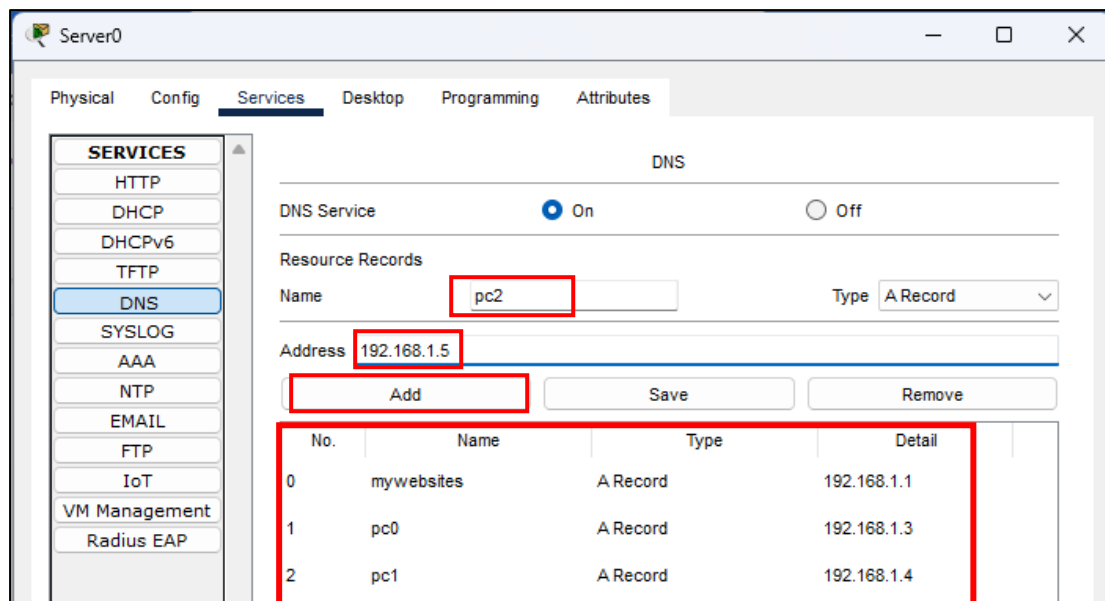 Server0
Physical Config Services Desktop Programming Attributes
SERVICES
HTTP
DHCP
DHCPv6
TFTP
DNS
SYSLOG
AAA
NTP
EMAIL
FTP
IoT
VM Management
Radius EAP
DNS
DNS Service On Off
Resource Records
Name pc2 Type A Record
Address 192.168.1.5
Add Save Remove
No. Name Type Detail
0 mywebsites A Record 192.168.1.1
1 pc0 A Record 192.168.1.3
2 pc1 A Record 192.168.1.4